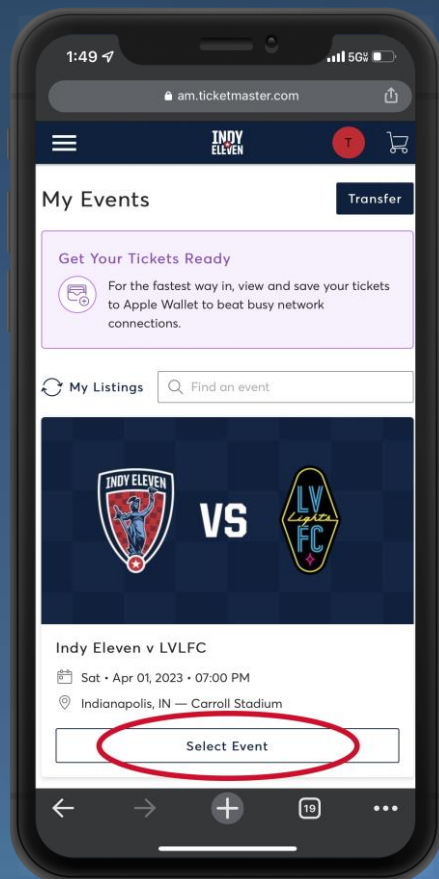 1:49 5GW
am.ticketmaster.com
INDY
ELEVEN
T
My Events
Transfer
Get Your Tickets Ready
For the fastest way in, view and save your tickets
to Apple Wallet to beat busy network
connections.
My Listings
Find an event
INDY ELEVEN
VS
LV
Lights
FC
Indy Eleven v LVLFC
Sat • Apr 01, 2023 • 07:00 PM
Indianapolis, IN — Carroll Stadium
Select Event
19